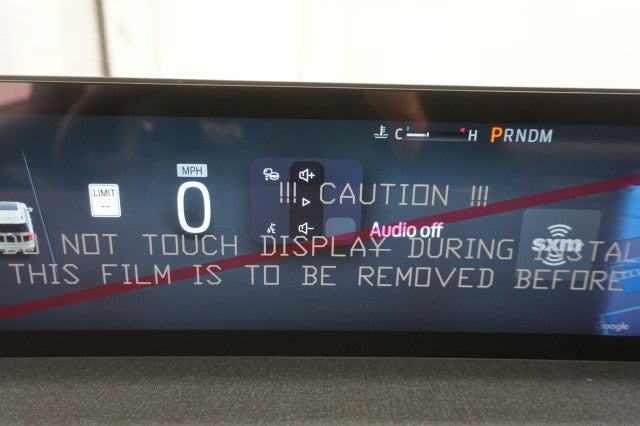 C H PRNDM
MPH
LIMIT
--
0
!!! CAUTION !!!
Audio off
sxm
NOT TOUCH DISPLAY DURING
THIS FILM IS TO BE REMOVED BEFORE
Google